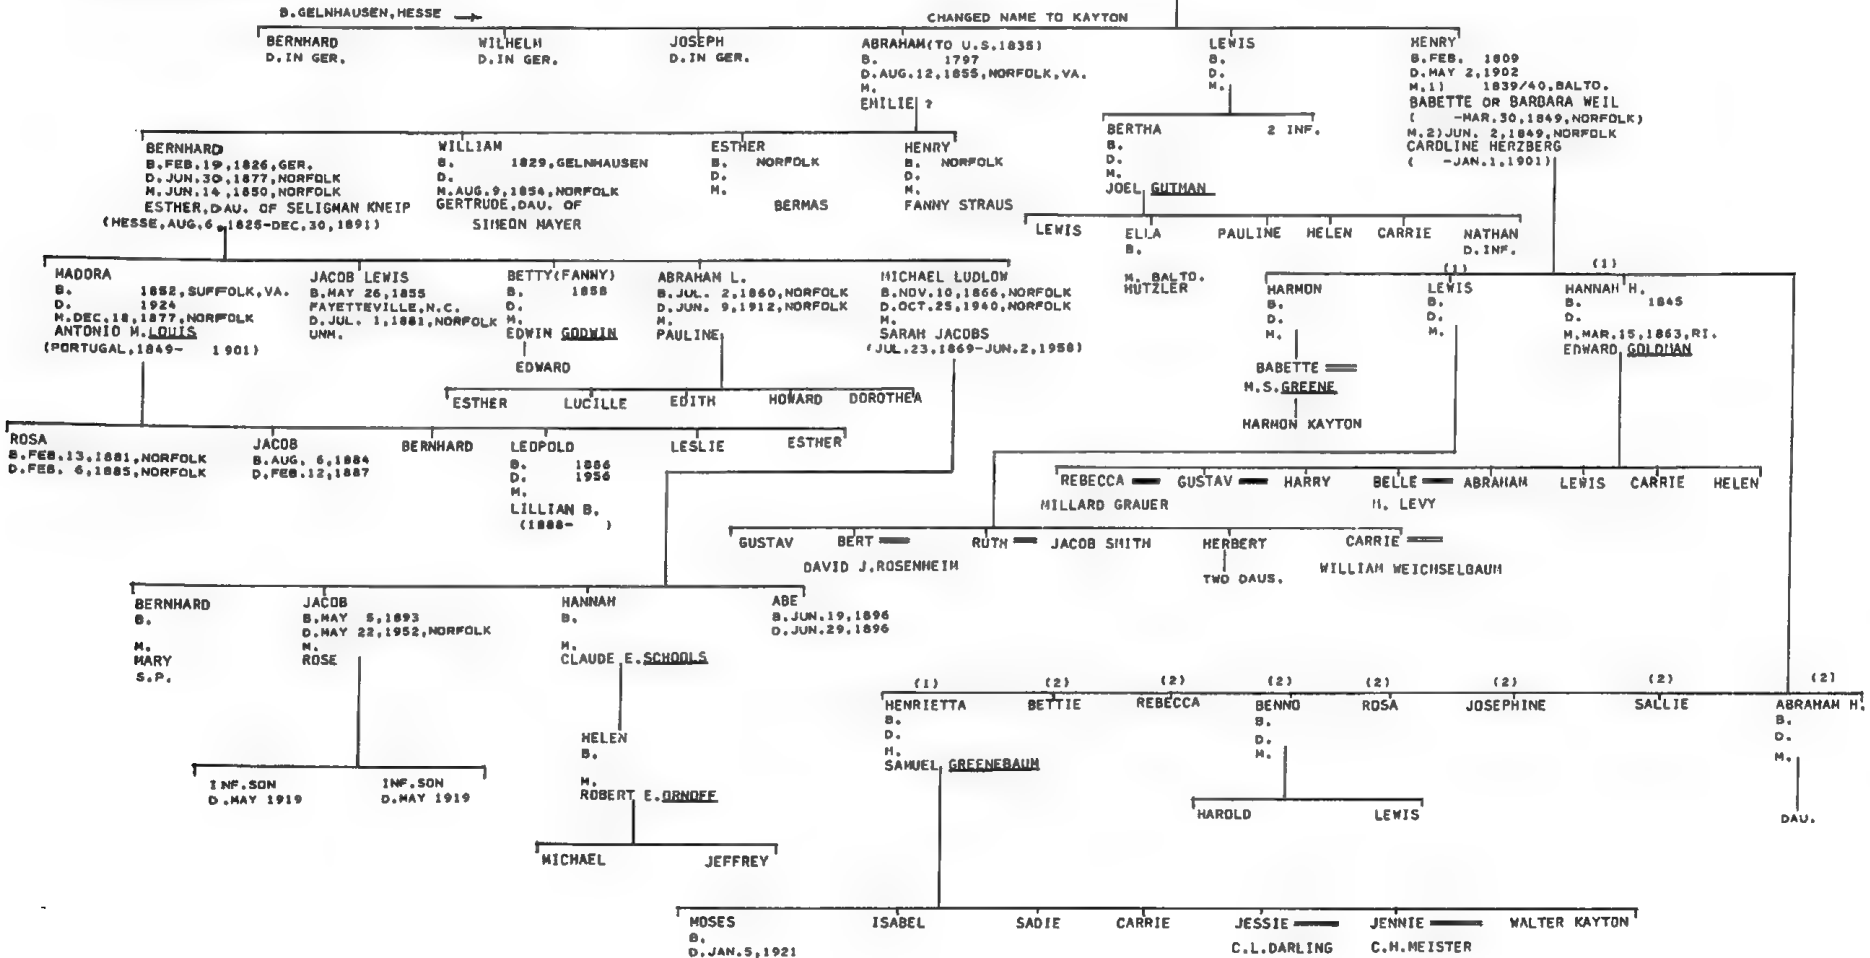 B.GELNHAUSEN,HESSE
CHANGED NAME TO KAYTON
BERNHARD
D.IN GER.
WILHELM
D.IN GER.
JOSEPH
D.IN GER.
ABRAHAM(TO U.S.1835)
B. 1797
D.AUG.12,1855,NORFOLK,VA.
M.
EMILIE ?
LEWIS
B.
D.
M.
HENRY
B.FEB. 1809
D.MAY 2,1902
M.1) 1839/40,BALTO.
BABETTE OR BARBARA WEIL
( -MAR.30,1849,NORFOLK)
M.2)JUN. 2,1849,NORFOLK
CAROLINE HERZBERG
( -JAN.1,1901)
BERNHARD
B.FEB.19,1826,GER.
D.JUN.30,1877,NORFOLK
M.JUN.14,1850,NORFOLK
ESTHER,DAU. OF SELIGMAN KNEIP
(HESSE,AUG.6,1825-DEC.30,1891)
WILLIAM
B. 1829,GELNHAUSEN
D.
M.AUG.9,1854,NORFOLK
GERTRUDE,DAU. OF
SIMEON MAYER
ESTHER
B. NORFOLK
D.
M.
BERMAS
HENRY
B. NORFOLK
D.
M.
FANNY STRAUS
BERTHA
B.
D.
M.
JOEL GUTMAN
2 INF.
LEWIS
ELLA
B.
M. BALTO.
HUTZLER
PAULINE
HELEN
CARRIE
NATHAN
D.INF.
MADORA
B. 1852,SUFFOLK,VA.
D. 1924
M.DEC.18,1877,NORFOLK
ANTONIO M.LOUIS
(PORTUGAL,1849- 1901)
JACOB LEWIS
B.MAY 26,1855
FAYETTEVILLE,N.C.
D.JUL. 1,1881,NORFOLK
UNM.
BETTY(FANNY)
B. 1858
D.
M.
EDWIN GODWIN
EDWARD
ABRAHAM L.
B.JUL. 2,1860,NORFOLK
D.JUN. 9,1912,NORFOLK
M.
PAULINE
MICHAEL LUDLOW
B.NOV.10,1866,NORFOLK
D.OCT.25,1940,NORFOLK
M.
SARAH JACOBS
(JUL.23,1869-JUN.2,1958)
HARMON
B.
D.
M.
BABETTE
M.S.GREENE
HARMON KAYTON
(1)
LEWIS
B.
D.
M.
(1)
HANNAH H.
B. 1845
D.
M.MAR.15,1863,RI.
EDWARD GOLDMAN
ESTHER
LUCILLE
EDITH
HOWARD
DOROTHEA
ROSA
B.FEB.13,1881,NORFOLK
D.FEB. 6,1885,NORFOLK
JACOB
B.AUG. 6,1884
D.FEB.12,1887
BERNHARD
LEOPOLD
B. 1886
D. 1956
M.
LILLIAN B.
(1888- )
LESLIE
ESTHER
REBECCA
MILLARD GRAUER
GUSTAV
HARRY
BELLE
M. LEVY
ABRAHAM
LEWIS
CARRIE
HELEN
GUSTAV
BERT
DAVID J.ROSENHEIM
RUTH
JACOB SMITH
HERBERT
TWO DAUS.
CARRIE
WILLIAM WEICHSELBAUM
BERNHARD
B.
M.
MARY
S.P.
JACOB
B.MAY 5,1893
D.MAY 22,1952,NORFOLK
M.
ROSE
HANNAH
B.
M.
CLAUDE E.SCHOOLS
ABE
B.JUN.19,1896
D.JUN.29,1896
INF.SON
D.MAY 1919
INF.SON
D.MAY 1919
HELEN
B.
M.
ROBERT E.ORNOFF
MICHAEL
JEFFREY
(1)
HENRIETTA
B.
D.
M.
SAMUEL GREENEBAUM
(2)
BETTIE
(2)
REBECCA
(2)
BENNO
B.
D.
M.
(2)
ROSA
(2)
JOSEPHINE
(2)
SALLIE
(2)
ABRAHAM H.
B.
D.
M.
DAU.
HAROLD
LEWIS
MOSES
B.
D.JAN.5,1921
ISABEL
SADIE
CARRIE
JESSIE
C.L.DARLING
JENNIE
C.H.MEISTER
WALTER KAYTON